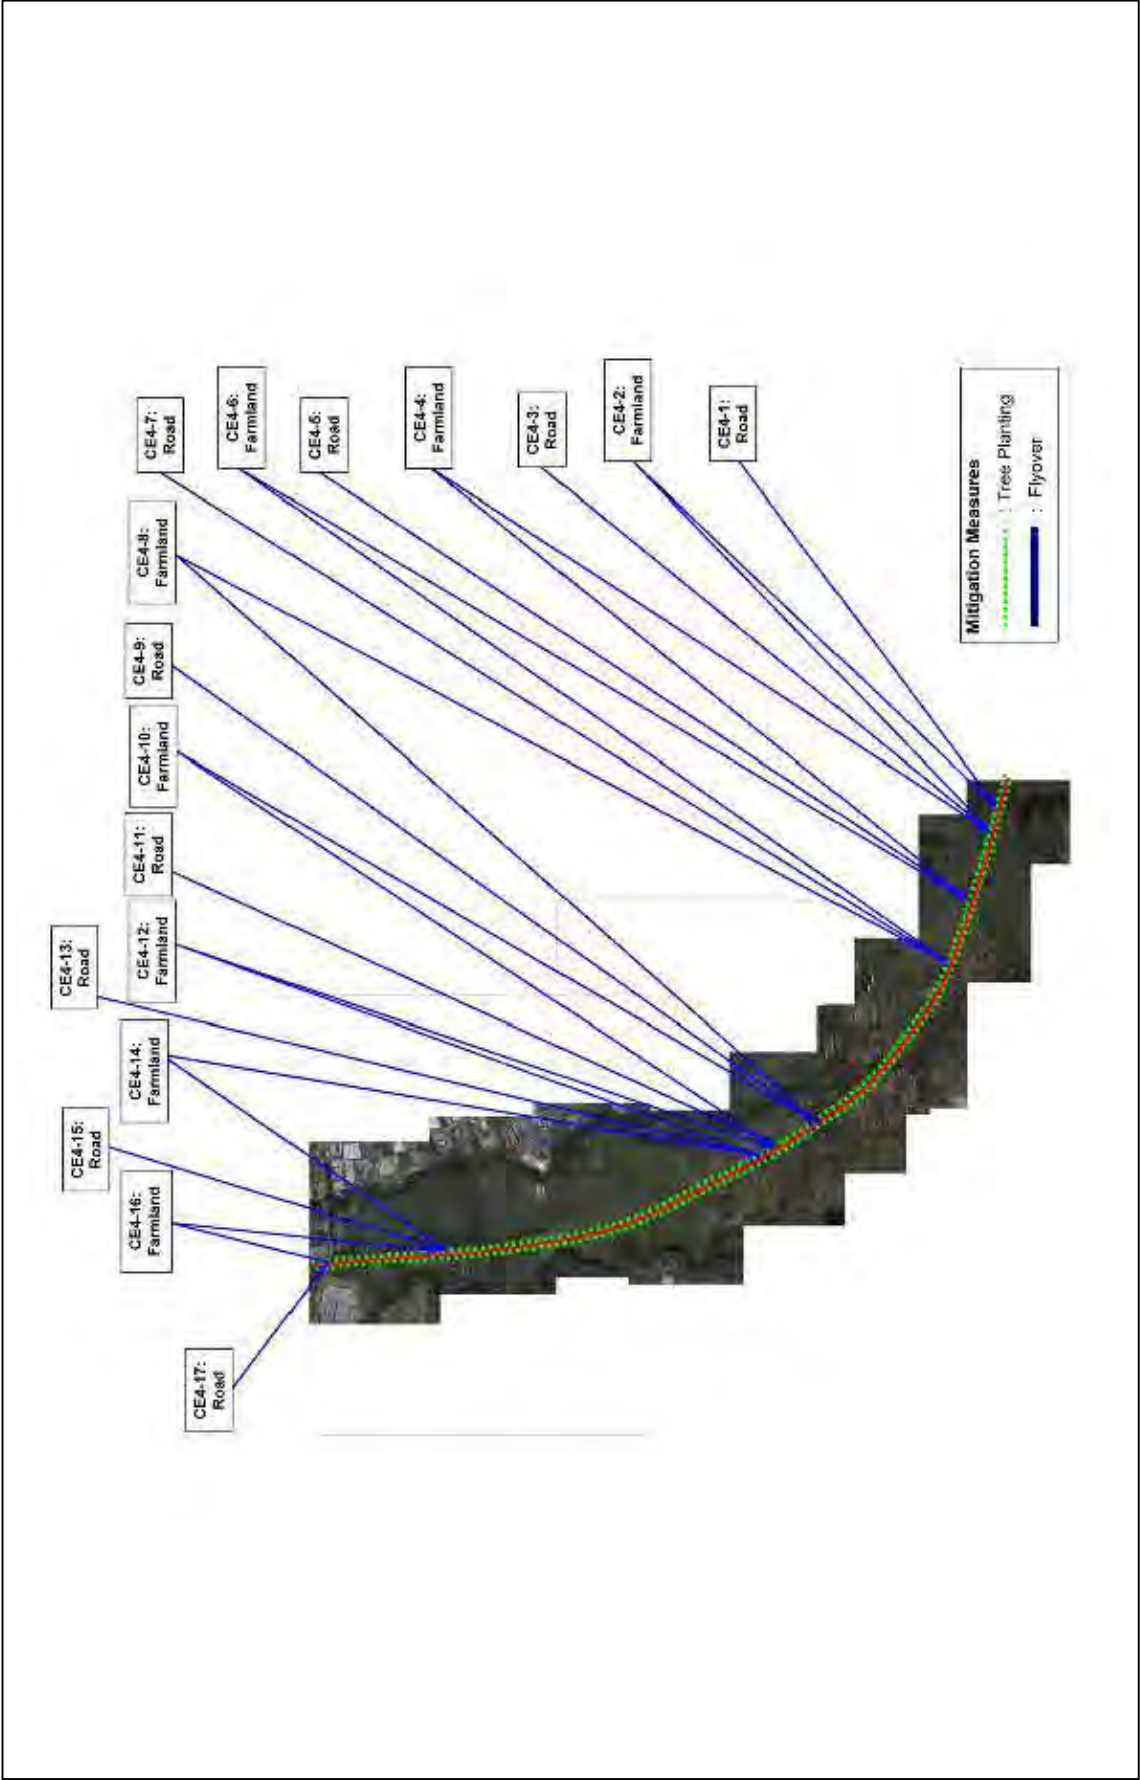 CE4-1:
Road
CE4-2:
Farmland
CE4-3:
Road
CE4-4:
Farmland
CE4-5:
Road
CE4-6:
Farmland
CE4-7:
Road
CE4-8:
Farmland
CE4-9:
Road
CE4-10:
Farmland
CE4-11:
Road
CE4-12:
Farmland
CE4-13:
Road
CE4-14:
Farmland
CE4-15:
Road
CE4-16:
Farmland
CE4-17:
Road
Mitigation Measures
: Tree Planting
: Flyover